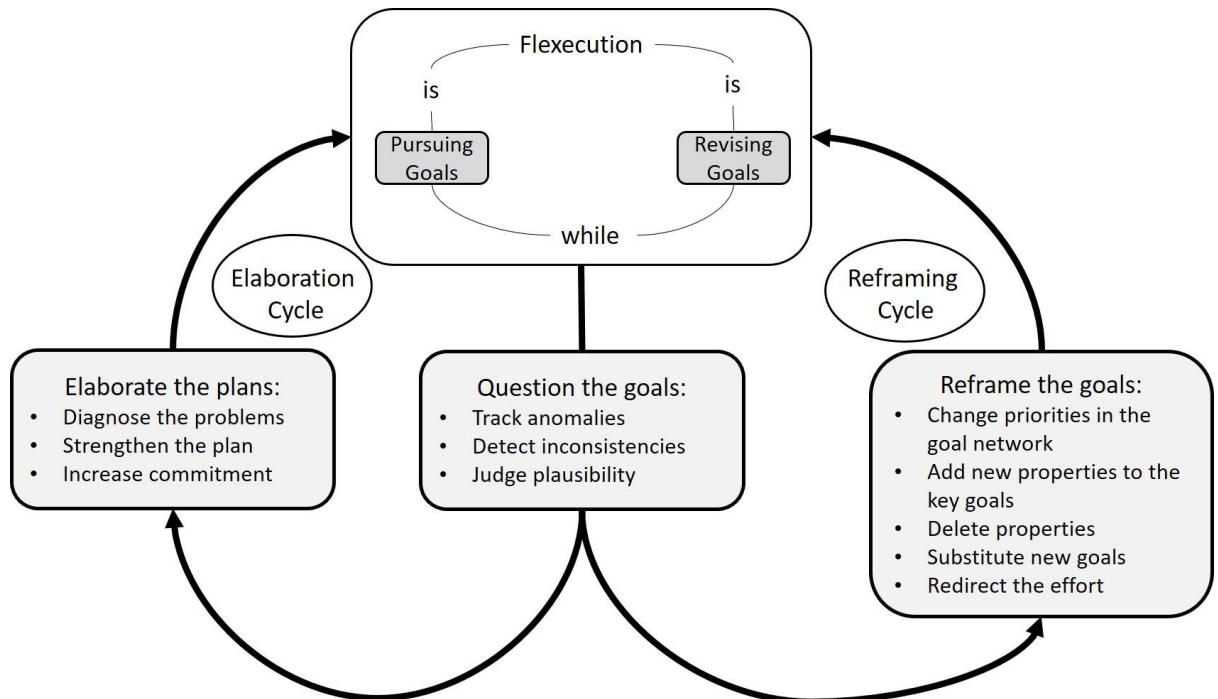 Flexecution
is
is
Pursuing
Goals
Revising
Goals
while
Elaboration
Cycle
Reframing
Cycle
Elaborate the plans:
• Diagnose the problems
• Strengthen the plan
• Increase commitment
Question the goals:
• Track anomalies
• Detect inconsistencies
• Judge plausibility
Reframe the goals:
• Change priorities in the
goal network
• Add new properties to the
key goals
• Delete properties
• Substitute new goals
• Redirect the effort